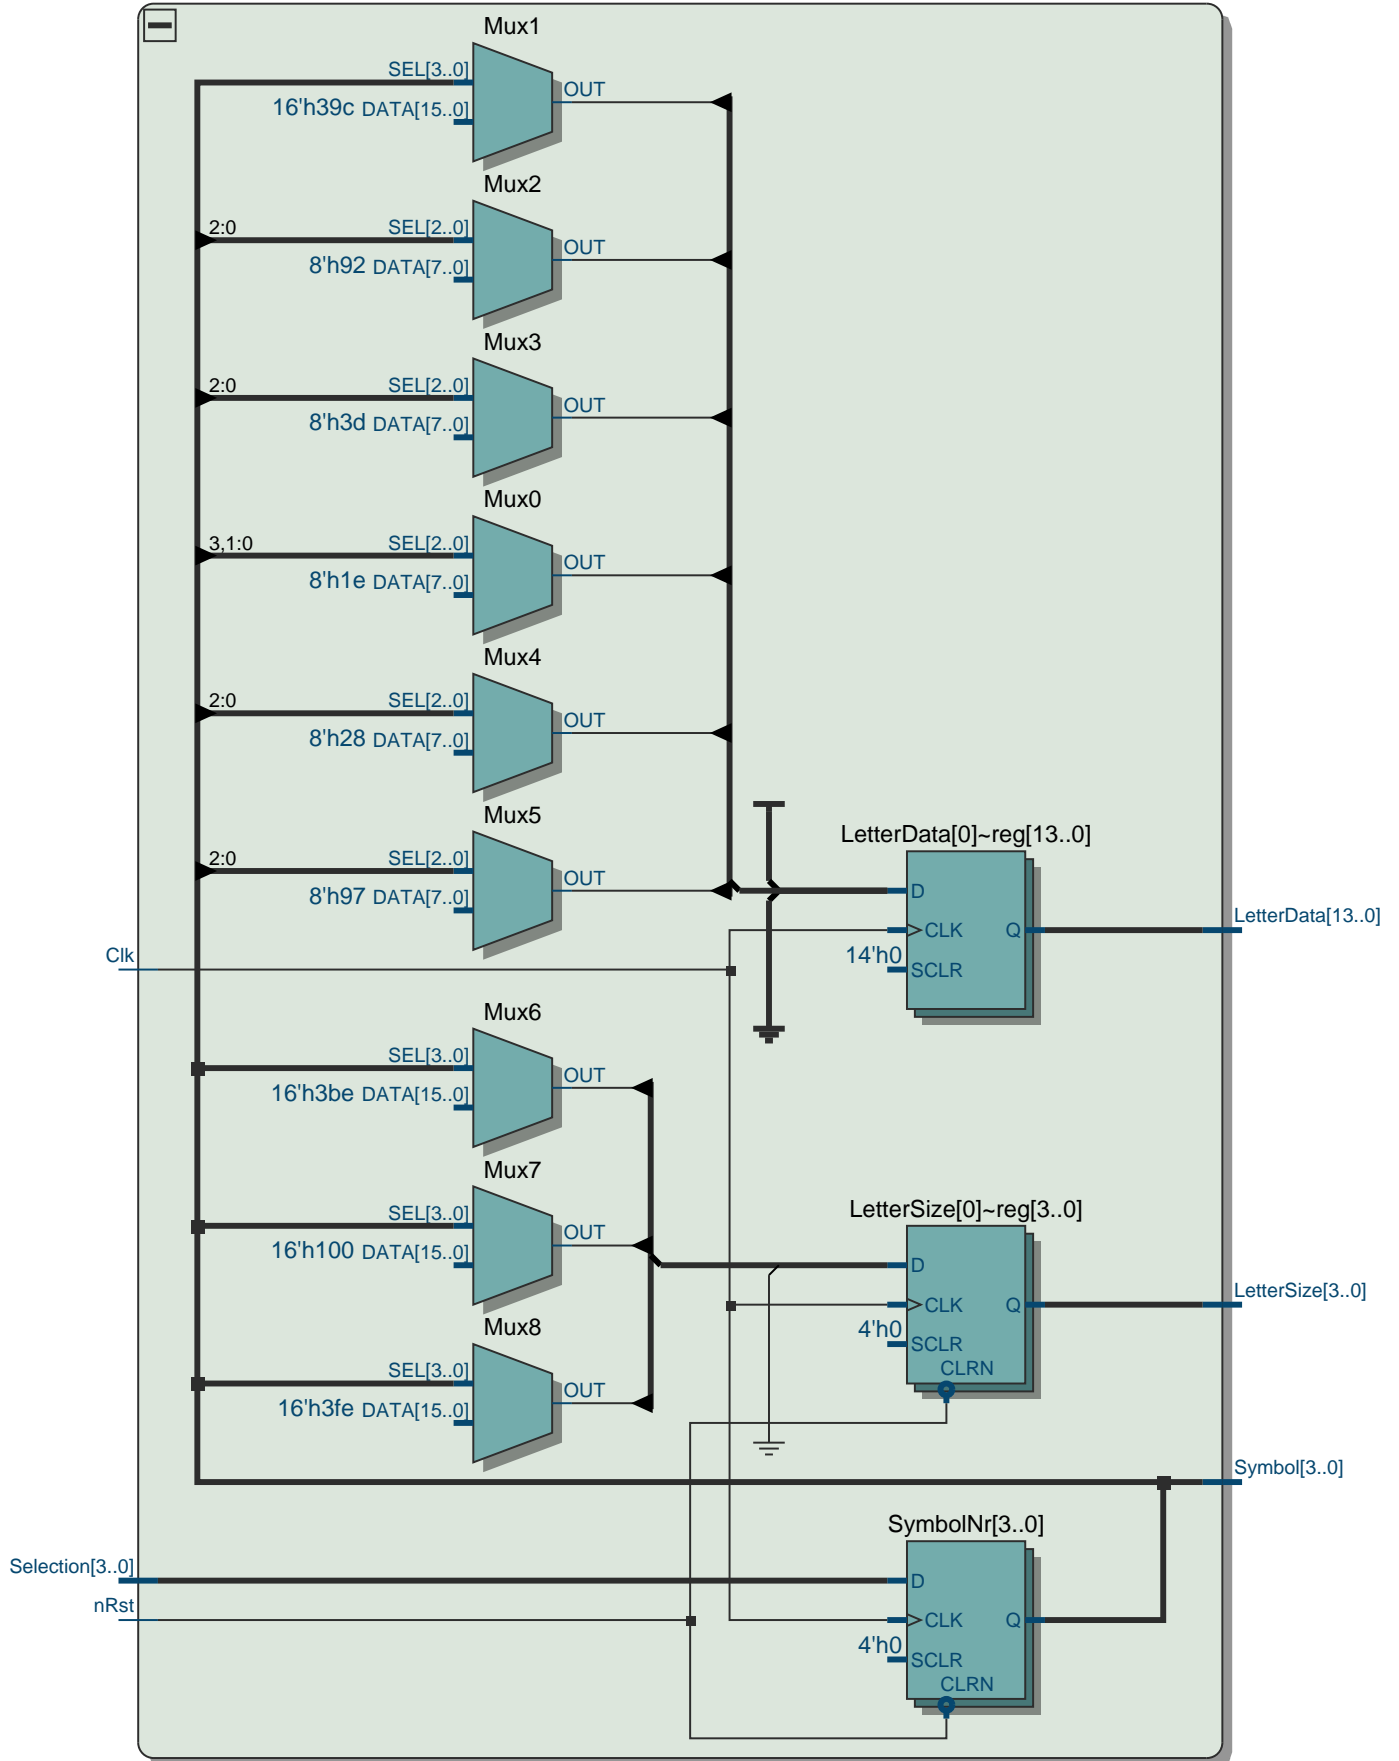 Mux1
SEL[3..0]
OUT
16'h39c DATA[15..0]
Mux2
2:0
SEL[2..0]
OUT
8'h92 DATA[7..0]
Mux3
2:0
SEL[2..0]
OUT
8'h3d DATA[7..0]
Mux0
3,1:0
SEL[2..0]
OUT
8'h1e DATA[7..0]
Mux4
2:0
SEL[2..0]
OUT
8'h28 DATA[7..0]
Mux5
2:0
SEL[2..0]
OUT
8'h97 DATA[7..0]
LetterData[0]~reg[13..0]
D
CLK
Q
14'h0
SCLR
LetterData[13..0]
Clk
Mux6
SEL[3..0]
OUT
16'h3be DATA[15..0]
Mux7
SEL[3..0]
OUT
16'h100 DATA[15..0]
LetterSize[0]~reg[3..0]
D
CLK
Q
4'h0
SCLR
CLRN
LetterSize[3..0]
Mux8
SEL[3..0]
OUT
16'h3fe DATA[15..0]
Symbol[3..0]
SymbolNr[3..0]
Selection[3..0]
D
nRst
CLK
Q
4'h0
SCLR
CLRN